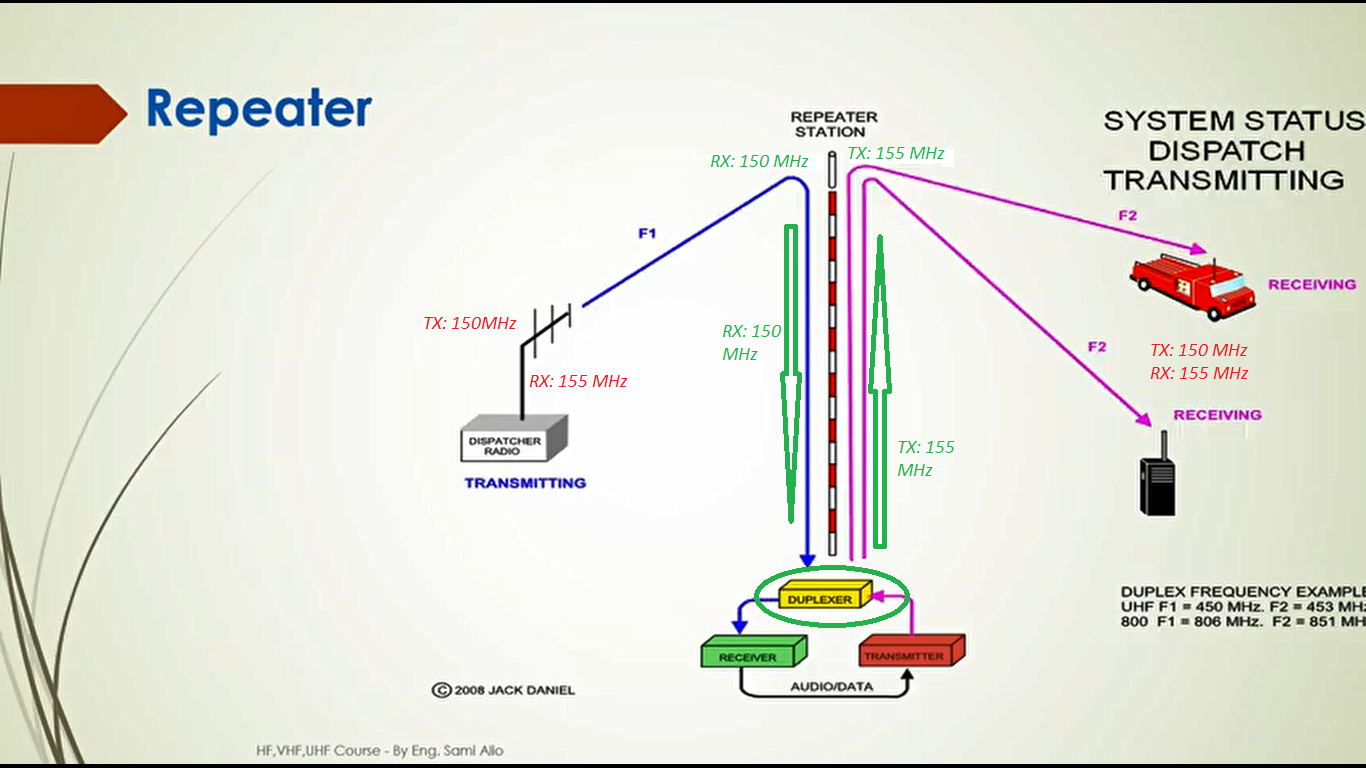 Repeater
REPEATER
STATION
SYSTEM STATUS
DISPATCH
TRANSMITTING
RX: 150 MHz
TX: 155 MHz
F1
F2
RECEIVING
TX: 150MHz
RX: 155 MHz
RX: 150
MHz
F2
TX: 150 MHz
RX: 155 MHz
RECEIVING
DISPATCHER
RADIO
TRANSMITTING
TX: 155
MHz
DUPLEXER
RECEIVER
TRANSMITTER
AUDIO/DATA
DUPLEX FREQUENCY EXAMPLE
UHF F1 = 450 MHz. F2 = 453 MHz
800 F1 = 806 MHz. F2 = 851 MH
© 2008 JACK DANIEL
HF,VHF,UHF Course - By Eng. Sami Alio